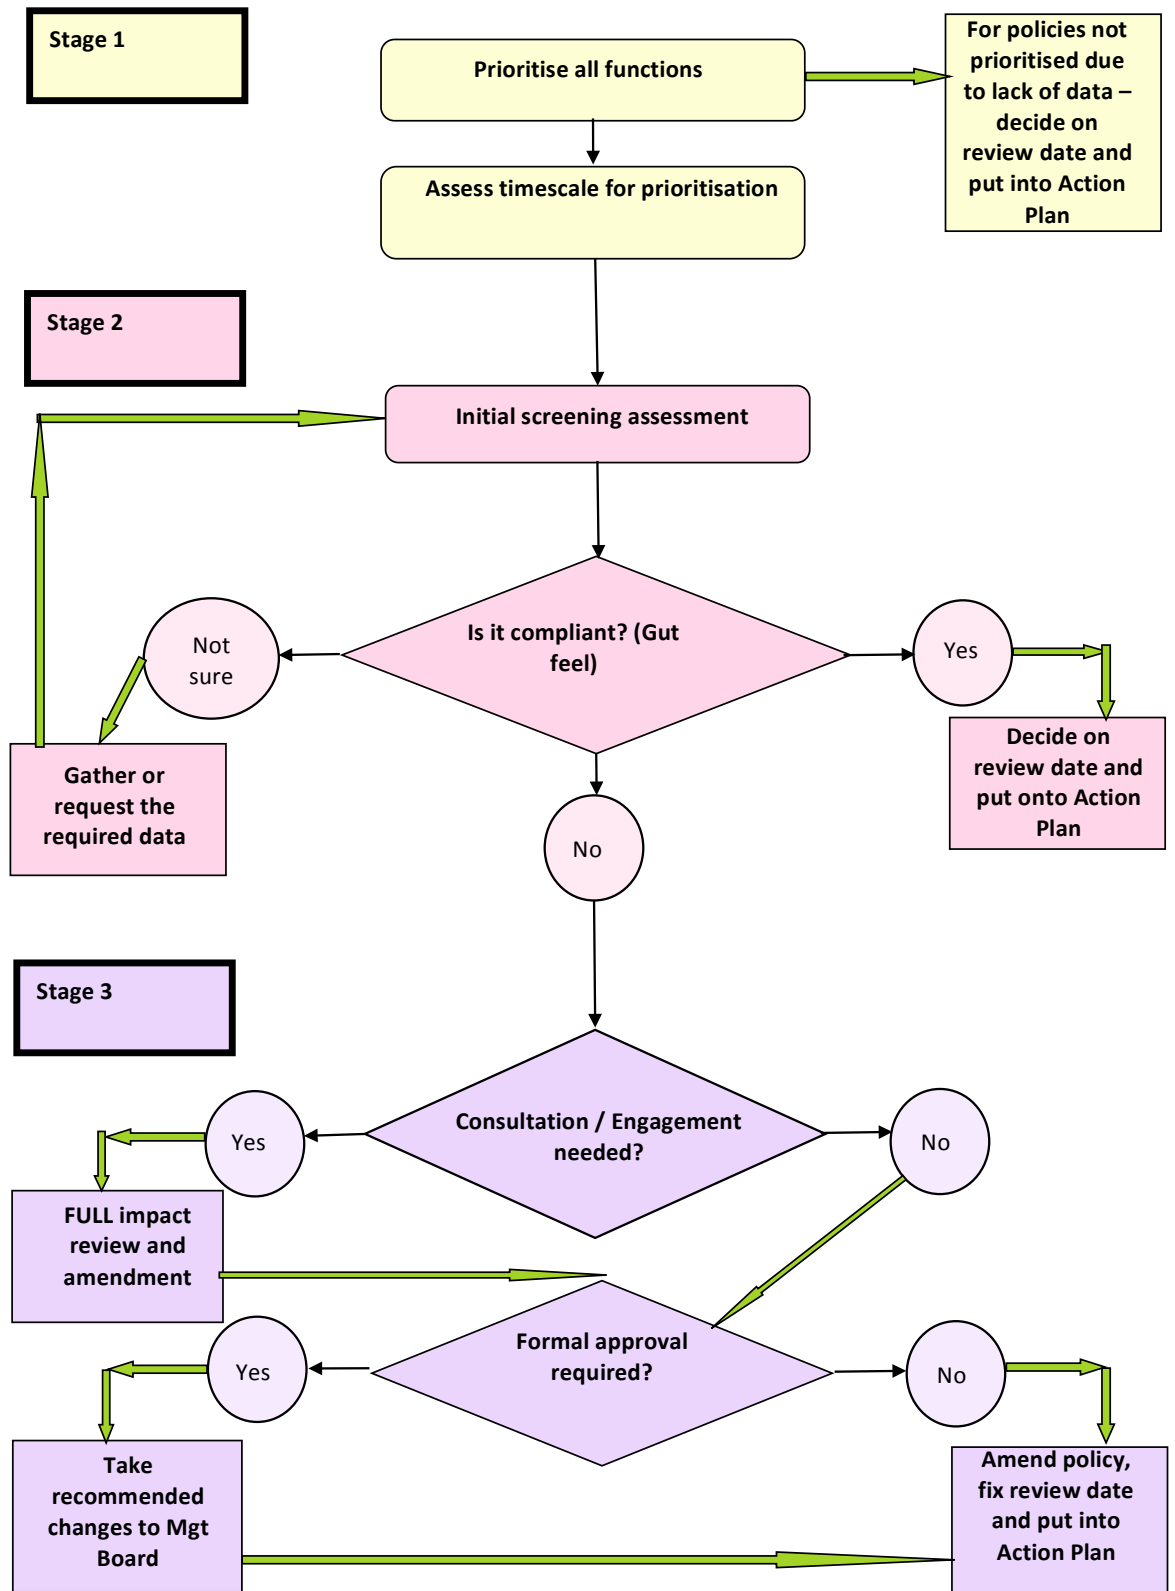 Stage 1
Prioritise all functions
For policies not
prioritised due
to lack of data –
decide on
review date and
put into Action
Plan
Assess timescale for prioritisation
Stage 2
Initial screening assessment
Is it compliant? (Gut
feel)
Not
sure
Yes
Gather or
request the
required data
Decide on
review date and
put onto Action
Plan
No
Stage 3
Consultation / Engagement
needed?
Yes
No
FULL impact
review and
amendment
Formal approval
required?
Yes
No
Take
recommended
changes to Mgt
Board
Amend policy,
fix review date
and put into
Action Plan